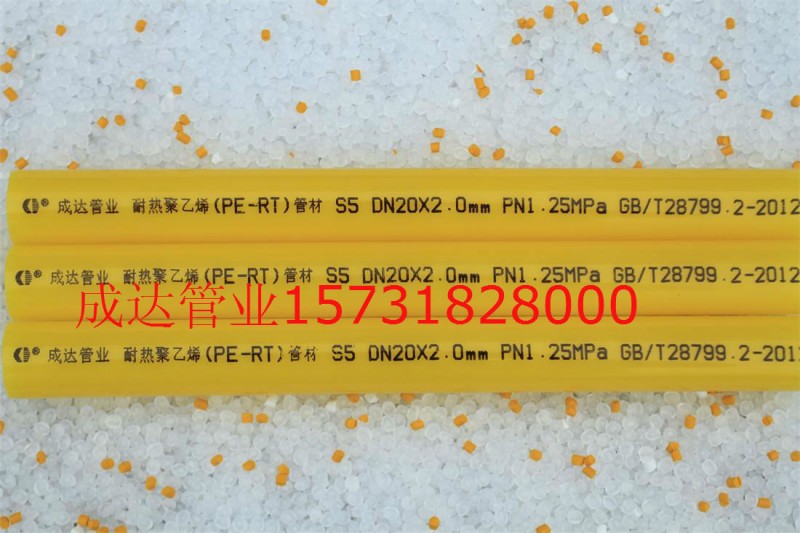 ® 成达管业 耐热聚乙烯(PE-RT)管材 S5 DN20X2.0mm PN1.25MPa GB/T28799.2-2012
® 成达管业 耐热聚乙烯(PE-RT)管材 S5 DN20X2.0mm PN1.25MPa GB/T28799.2-2012
成达管业15731828000
® 成达管业 耐热聚乙烯(PE-RT)管材 S5 DN20X2.0mm PN1.25MPa GB/T28799.2-201